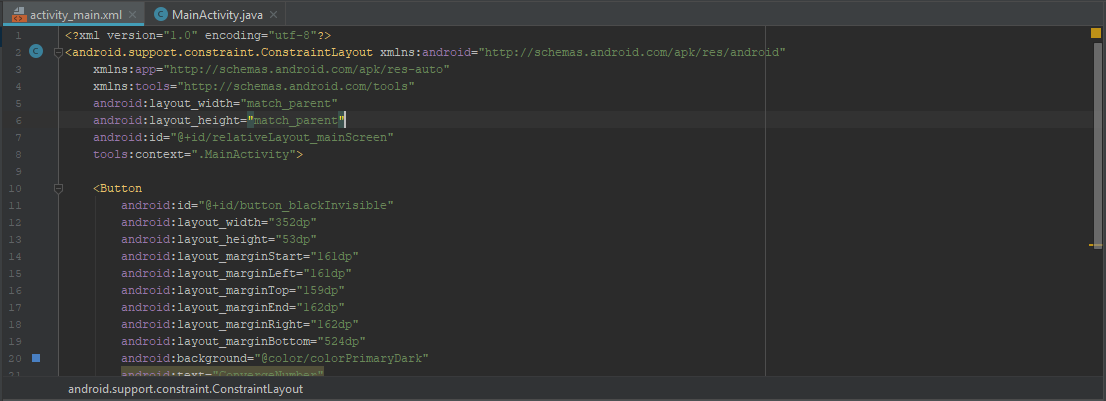 activity_main.xml
MainActivity.java
1 <?xml version="1.0" encoding="utf-8"?>
2 <android.support.constraint.ConstraintLayout xmlns:android="http://schemas.android.com/apk/res/android"
3 xmlns:app="http://schemas.android.com/apk/res-auto"
4 xmlns:tools="http://schemas.android.com/tools"
5 android:layout_width="match_parent"
6 android:layout_height="match_parent"
7 android:id="@+id/relativeLayout_mainScreen"
8 tools:context=".MainActivity">
9
10 <Button
11 android:id="@+id/button_blackInvisible"
12 android:layout_width="352dp"
13 android:layout_height="53dp"
14 android:layout_marginStart="161dp"
15 android:layout_marginLeft="161dp"
16 android:layout_marginTop="159dp"
17 android:layout_marginEnd="162dp"
18 android:layout_marginRight="162dp"
19 android:layout_marginBottom="524dp"
20 android:background="@color/colorPrimaryDark"
21 android:text="ConvergeNumber"
android.support.constraint.ConstraintLayout